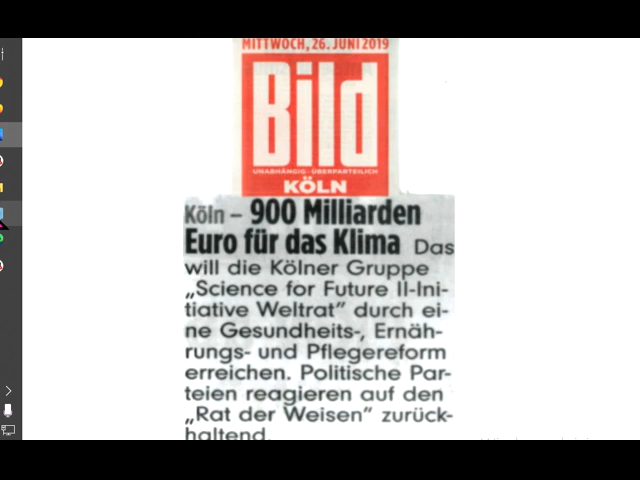 MITTWOCH, 26. JUNI 2019
Bild
UNABHÄNGIG · ÜBERPARTEILICH
KÖLN
Köln – 900 Milliarden
Euro für das Klima Das
will die Kölner Gruppe
„Science for Future II-Ini-
tiative Weltrat” durch ei-
ne Gesundheits-, Ernäh-
rungs- und Pflegereform
erreichen. Politische Par-
teien reagieren auf den
„Rat der Weisen” zurück-
haltend.